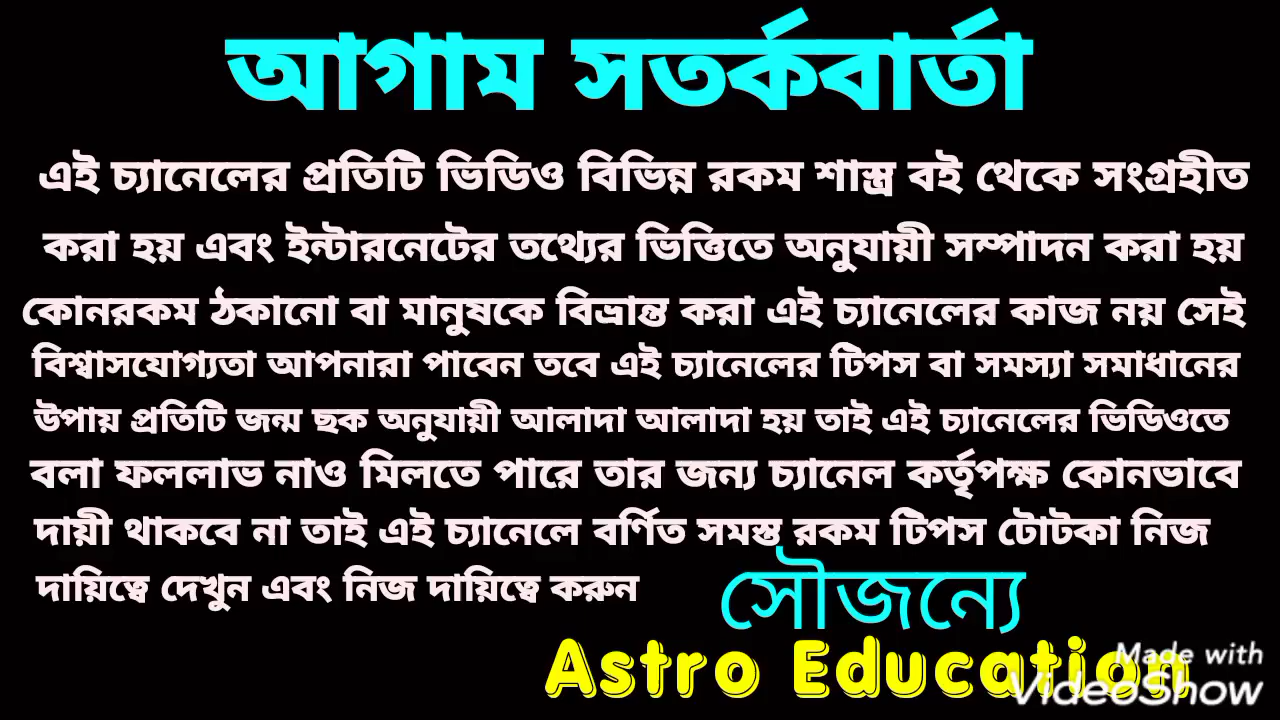 আগাম সতর্কবার্তা
এই চ্যানেলের প্রতিটি ভিডিও বিভিন্ন রকম শাস্ত্র বই থেকে সংগ্রহীত
করা হয় এবং ইন্টারনেটের তথ্যের ভিত্তিতে অনুযায়ী সম্পাদন করা হয়
কোনরকম ঠকানো বা মানুষকে বিভ্রান্ত করা এই চ্যানেলের কাজ নয় সেই
বিশ্বাসযোগ্যতা আপনারা পাবেন তবে এই চ্যানেলের টিপস বা সমস্যা সমাধানের
উপায় প্রতিটি জন্ম ছক অনুযায়ী আলাদা আলাদা হয় তাই এই চ্যানেলের ভিডিওতে
বলা ফললাভ নাও মিলতে পারে তার জন্য চ্যানেল কর্তৃপক্ষ কোনভাবে
দায়ী থাকবে না তাই এই চ্যানেলে বর্ণিত সমস্ত রকম টিপস টোটকা নিজ
দায়িত্বে দেখুন এবং নিজ দায়িত্বে করুন
সৌজন্যে
Astro Education
Made with
VideoShow